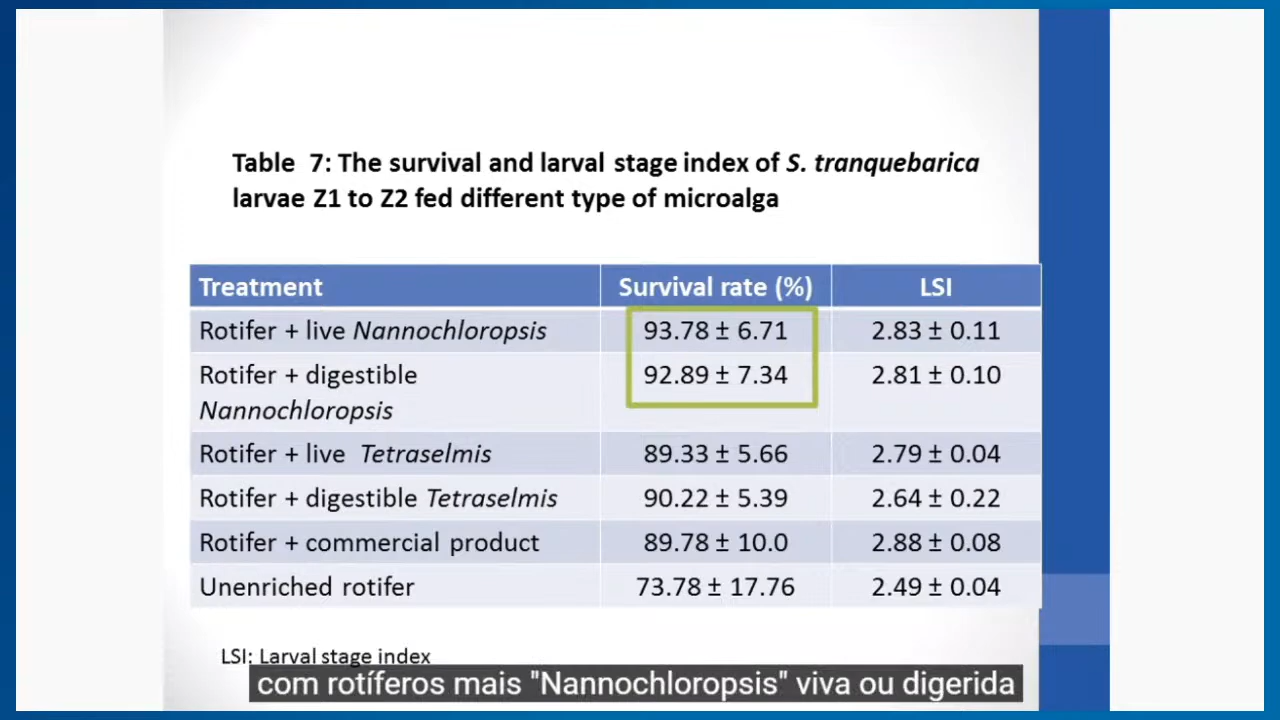 Table 7: The survival and larval stage index of S. tranquebarica
larvae Z1 to Z2 fed different type of microalga
Treatment Survival rate (%) LSI
Rotifer + live Nannochloropsis 93.78 ± 6.71 2.83 ± 0.11
Rotifer + digestible 92.89 ± 7.34 2.81 ± 0.10
Nannochloropsis
Rotifer + live Tetraselmis 89.33 ± 5.66 2.79 ± 0.04
Rotifer + digestible Tetraselmis 90.22 ± 5.39 2.64 ± 0.22
Rotifer + commercial product 89.78 ± 10.0 2.88 ± 0.08
Unenriched rotifer 73.78 ± 17.76 2.49 ± 0.04
LSI: Larval stage index
com rotíferos mais "Nannochloropsis" viva ou digerida